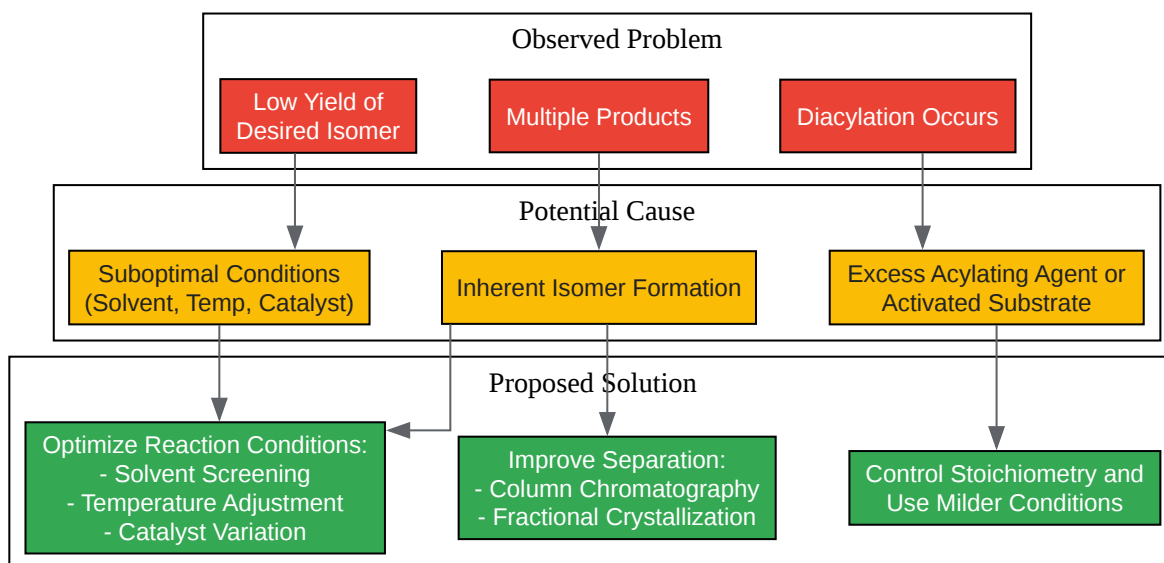 Observed Problem
Low Yield of
Desired Isomer
Multiple Products
Diacylation Occurs
Potential Cause
Suboptimal Conditions
(Solvent, Temp, Catalyst)
Inherent Isomer Formation
Excess Acylating Agent or
Activated Substrate
Proposed Solution
Optimize Reaction Conditions:
- Solvent Screening
- Temperature Adjustment
- Catalyst Variation
Improve Separation:
- Column Chromatography
- Fractional Crystallization
Control Stoichiometry and
Use Milder Conditions